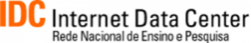 IDC Internet Data Center
Rede Nacional de Ensino e Pesquisa